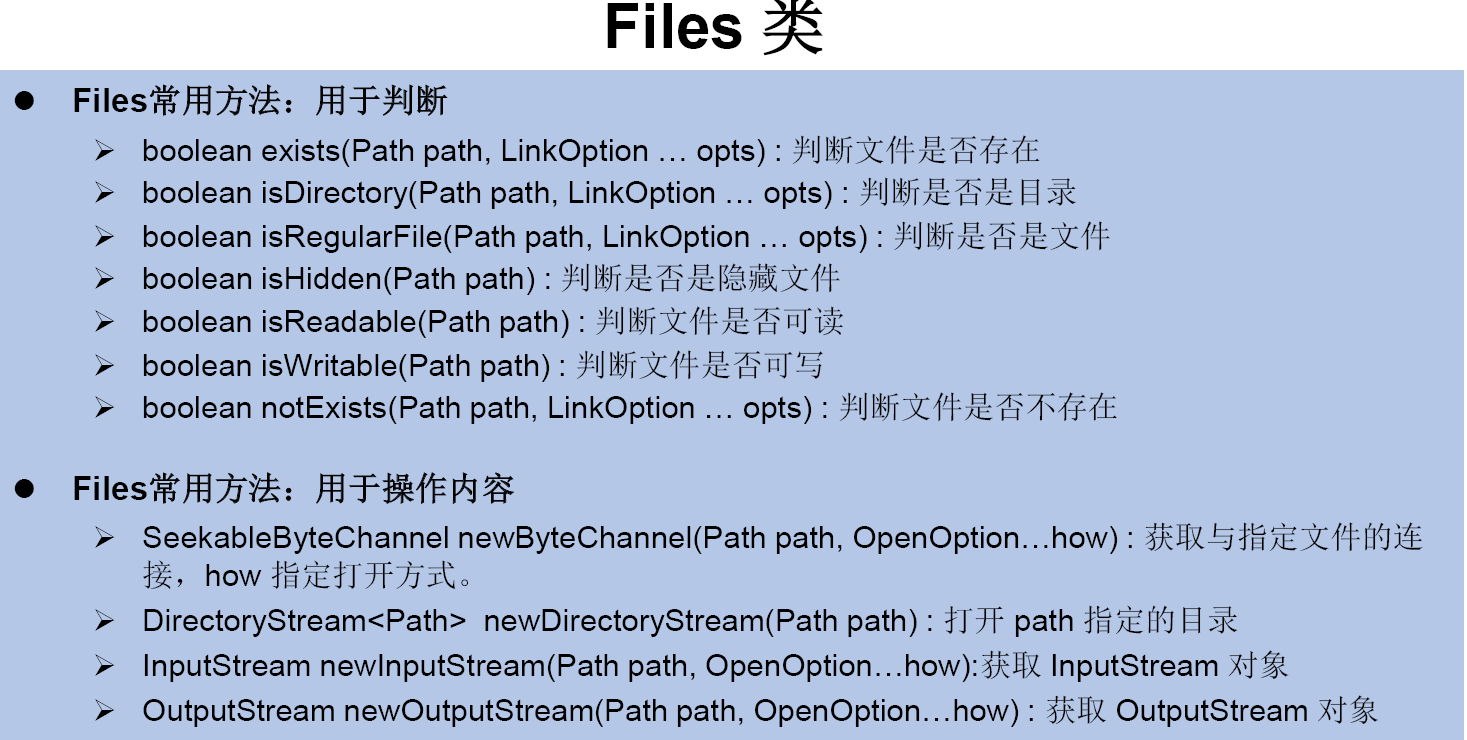 Files 类
● Files常用方法：用于判断
➢ boolean exists(Path path, LinkOption … opts) : 判断文件是否存在
➢ boolean isDirectory(Path path, LinkOption … opts) : 判断是否是目录
➢ boolean isRegularFile(Path path, LinkOption … opts) : 判断是否是文件
➢ boolean isHidden(Path path) : 判断是否是隐藏文件
➢ boolean isReadable(Path path) : 判断文件是否可读
➢ boolean isWritable(Path path) : 判断文件是否可写
➢ boolean notExists(Path path, LinkOption … opts) : 判断文件是否不存在
● Files常用方法：用于操作内容
➢ SeekableByteChannel newByteChannel(Path path, OpenOption…how) : 获取与指定文件的连
接，how 指定打开方式。
➢ DirectoryStream<Path>  newDirectoryStream(Path path) : 打开 path 指定的目录
➢ InputStream newInputStream(Path path, OpenOption…how):获取 InputStream 对象
➢ OutputStream newOutputStream(Path path, OpenOption…how) : 获取 OutputStream 对象